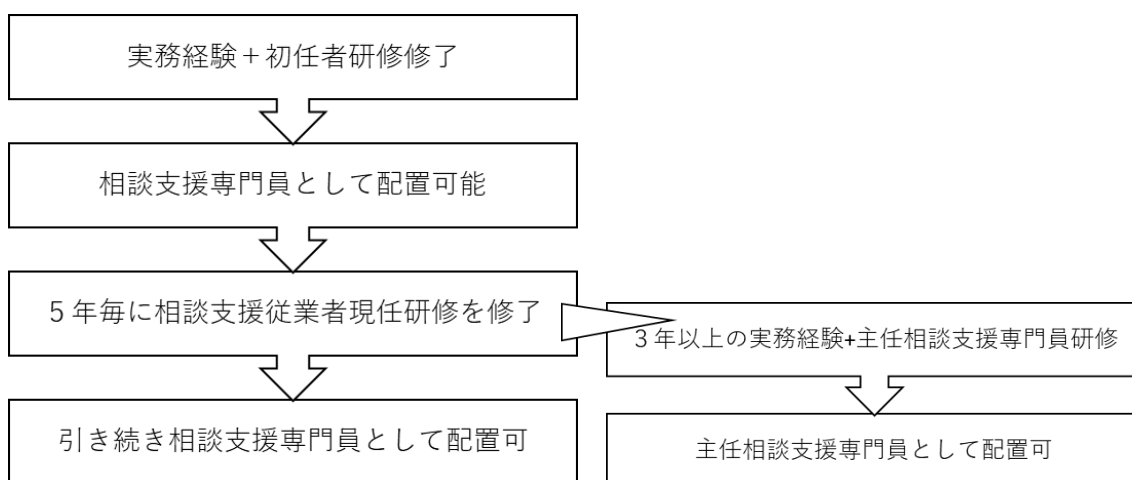 実務経験＋初任者研修修了
相談支援専門員として配置可能
５年毎に相談支援従業者現任研修を修了
引き続き相談支援専門員として配置可
３年以上の実務経験+主任相談支援専門員研修
主任相談支援専門員として配置可